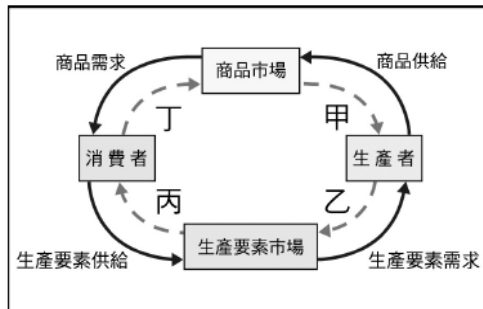 商品需求
商品市場
商品供給
丁
甲
消費者
生產者
丙
乙
生產要素供給
生產要素市場
生產要素需求